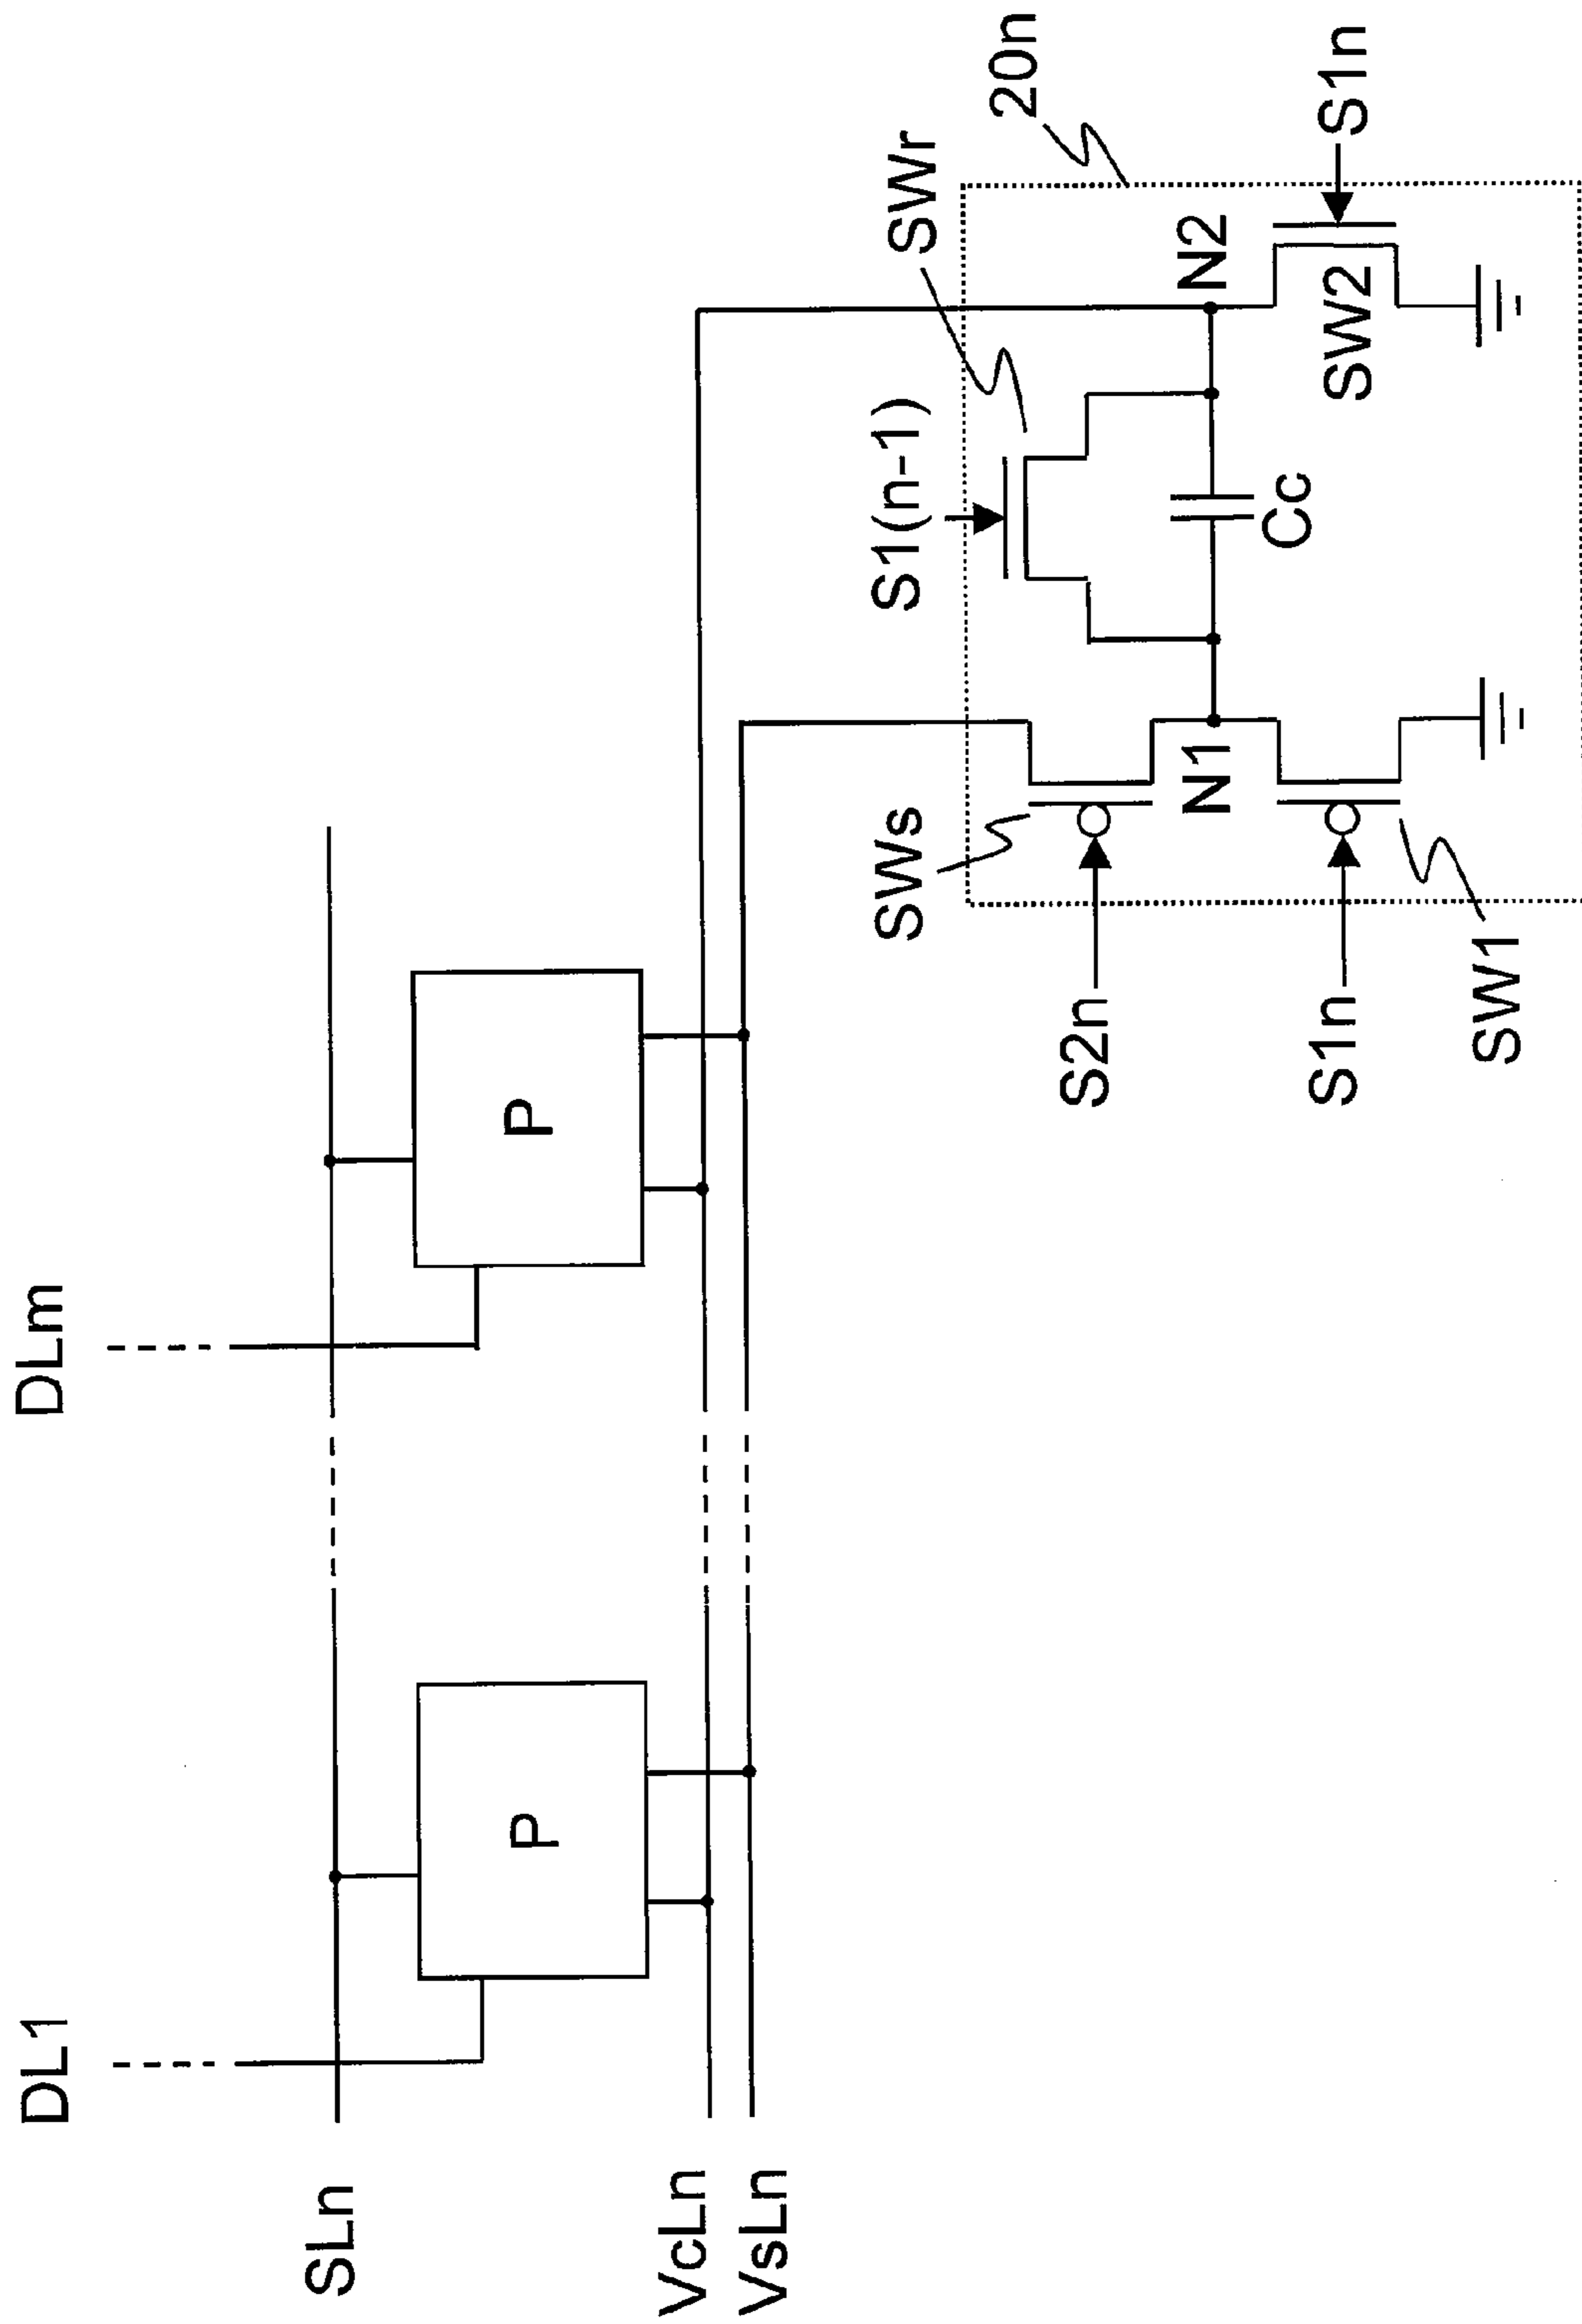 DL1
DLm
SLn
P
P
VcLn
VsLn
SWs
S1(n-1)
SWr
20n
S2n
N1
Cc
N2
S1n
SW1
SW2
S1n